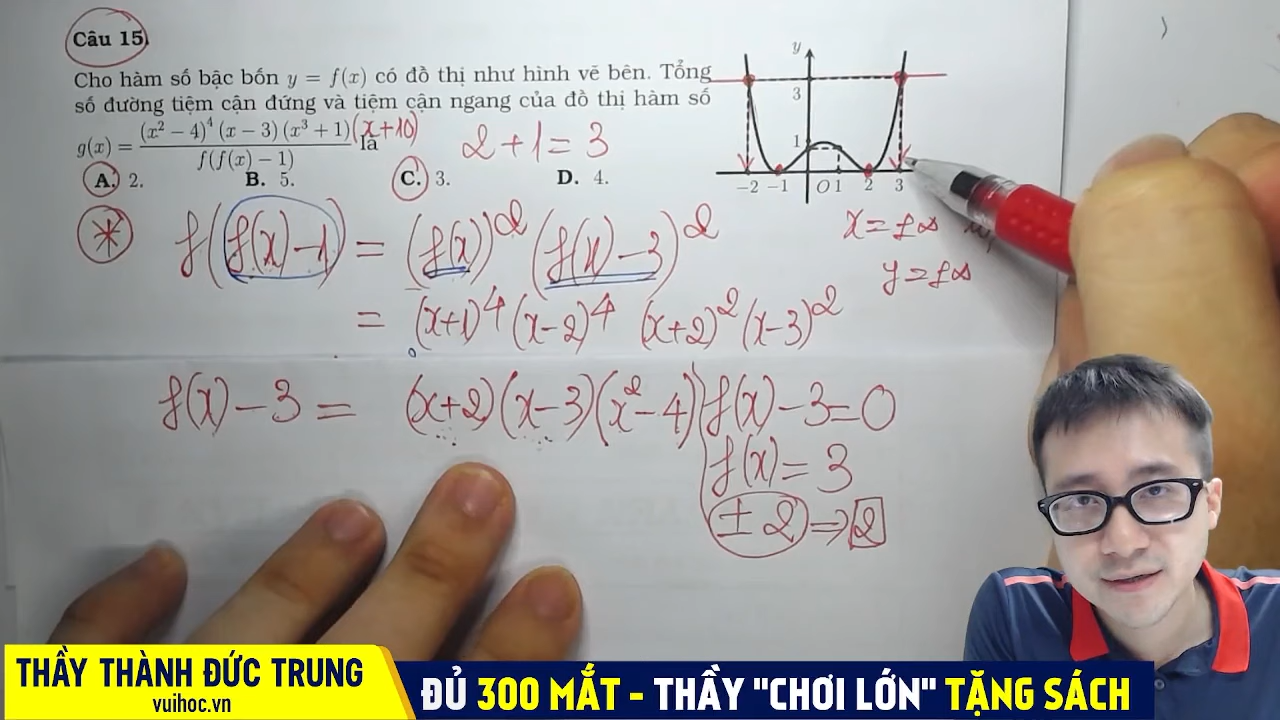 Câu 15.
Cho hàm số bậc bốn y = f(x) có đồ thị như hình vẽ bên. Tổng
số đường tiệm cận đứng và tiệm cận ngang của đồ thị hàm số
g(x) = (x² − 4)⁴ (x − 3) (x³ + 1)(x+10) / f(f(x) − 1) là
2 + 1 = 3
A. 2. B. 5. C. 3. D. 4.
y
3
1
−2 −1 O 1 2 3
x = ±∞
y = ±∞
* f(f(x) − 1) = (f(x))² (f(x) − 3)²
= (x+1)⁴ (x−2)⁴ (x+2)² (x−3)²
f(x) − 3 = (x+2)(x−3)(x² − 4)
f(x) − 3 = 0
f(x) = 3
± 2 ⇒ 2
THẦY THÀNH ĐỨC TRUNG
vuihoc.vn
ĐỦ 300 MẮT - THẦY "CHƠI LỚN" TẶNG SÁCH